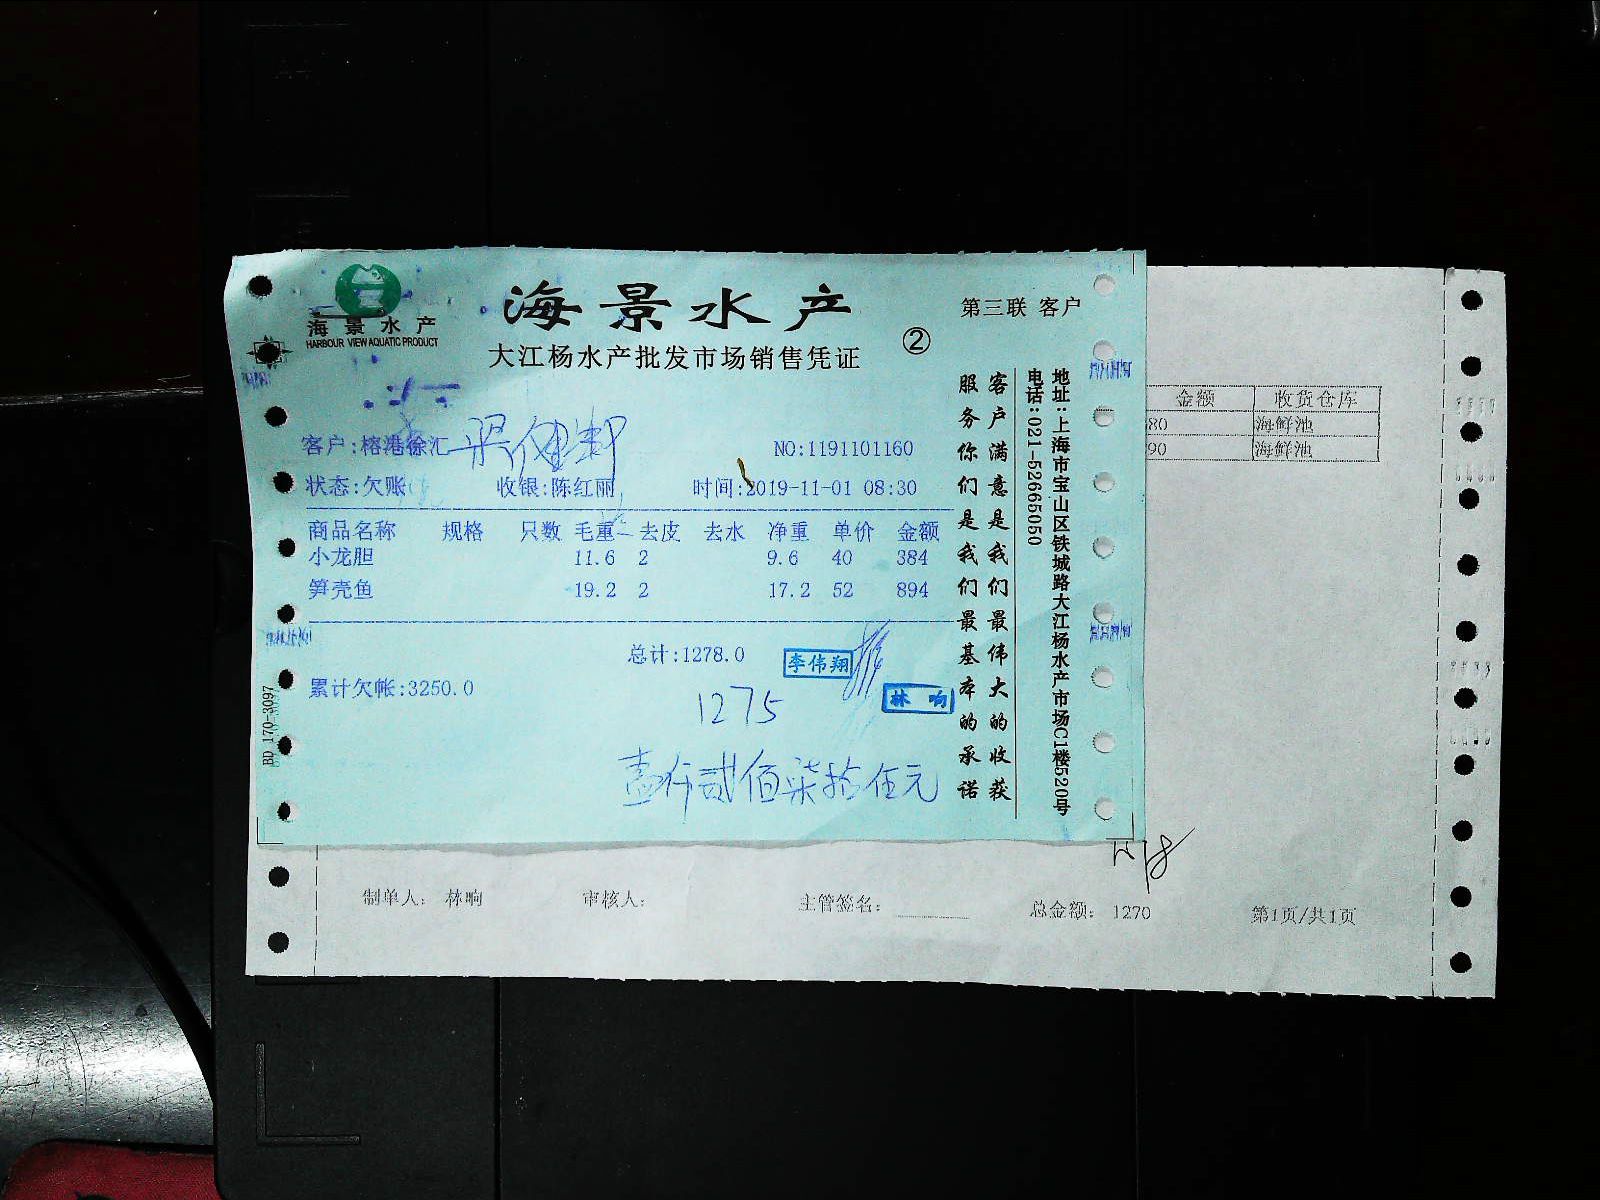 海景水产
HARBOUR VIEW AQUATIC PRODUCT
海景水产
大江杨水产批发市场销售凭证
②
第三联 客户
客户:榕港徐汇
NO:1191101160
状态:欠账 收银:陈红丽 时间:2019-11-01 08:30
商品名称 规格 只数 毛重 去皮 去水 净重 单价 金额
小龙胆 11.6 2 9.6 40 384
笋壳鱼 19.2 2 17.2 52 894
总计:1278.0
李伟翔
林响
累计欠帐:3250.0
1275
壹仟贰佰柒拾伍元
BD 170-3097
客户满意是我们最伟大的收获
服务你们是我们最基本的承诺
地址:上海市宝山区铁城路大江杨水产市场C1楼520号
电话:021-52665050
金额 收货仓库
80 海鲜池
90 海鲜池
制单人: 林响 审核人: 主管签名: 总金额: 1270 第1页/共1页